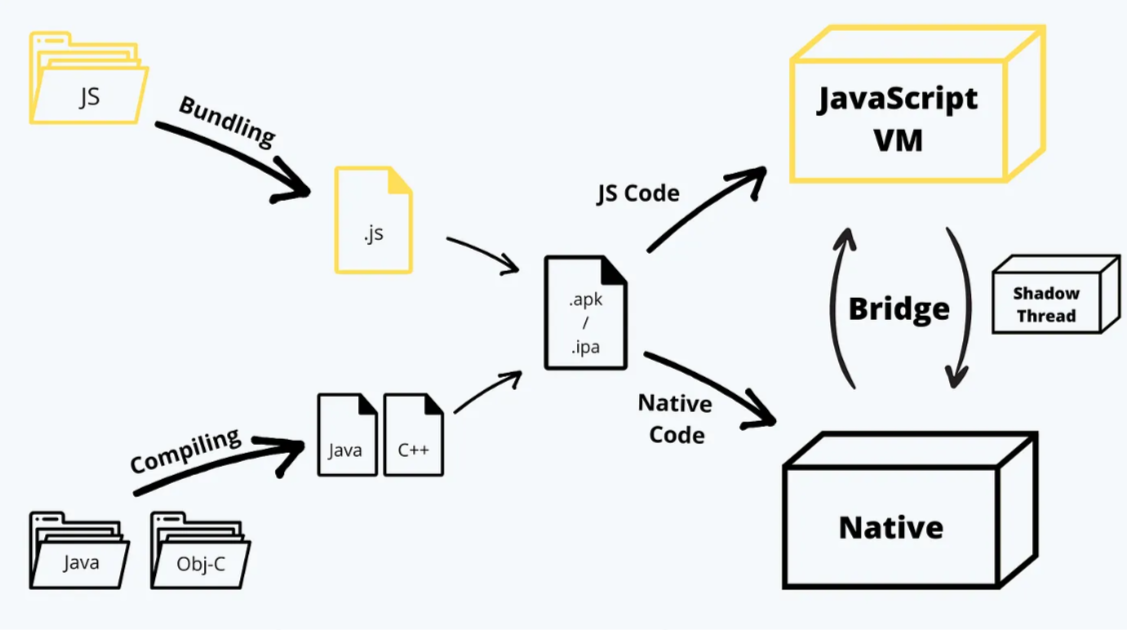 JS
Bundling
.js
JS Code
JavaScript
VM
.apk
/
.ipa
Bridge
Shadow
Thread
Native
Code
Compiling
Java
C++
Java
Obj-C
Native